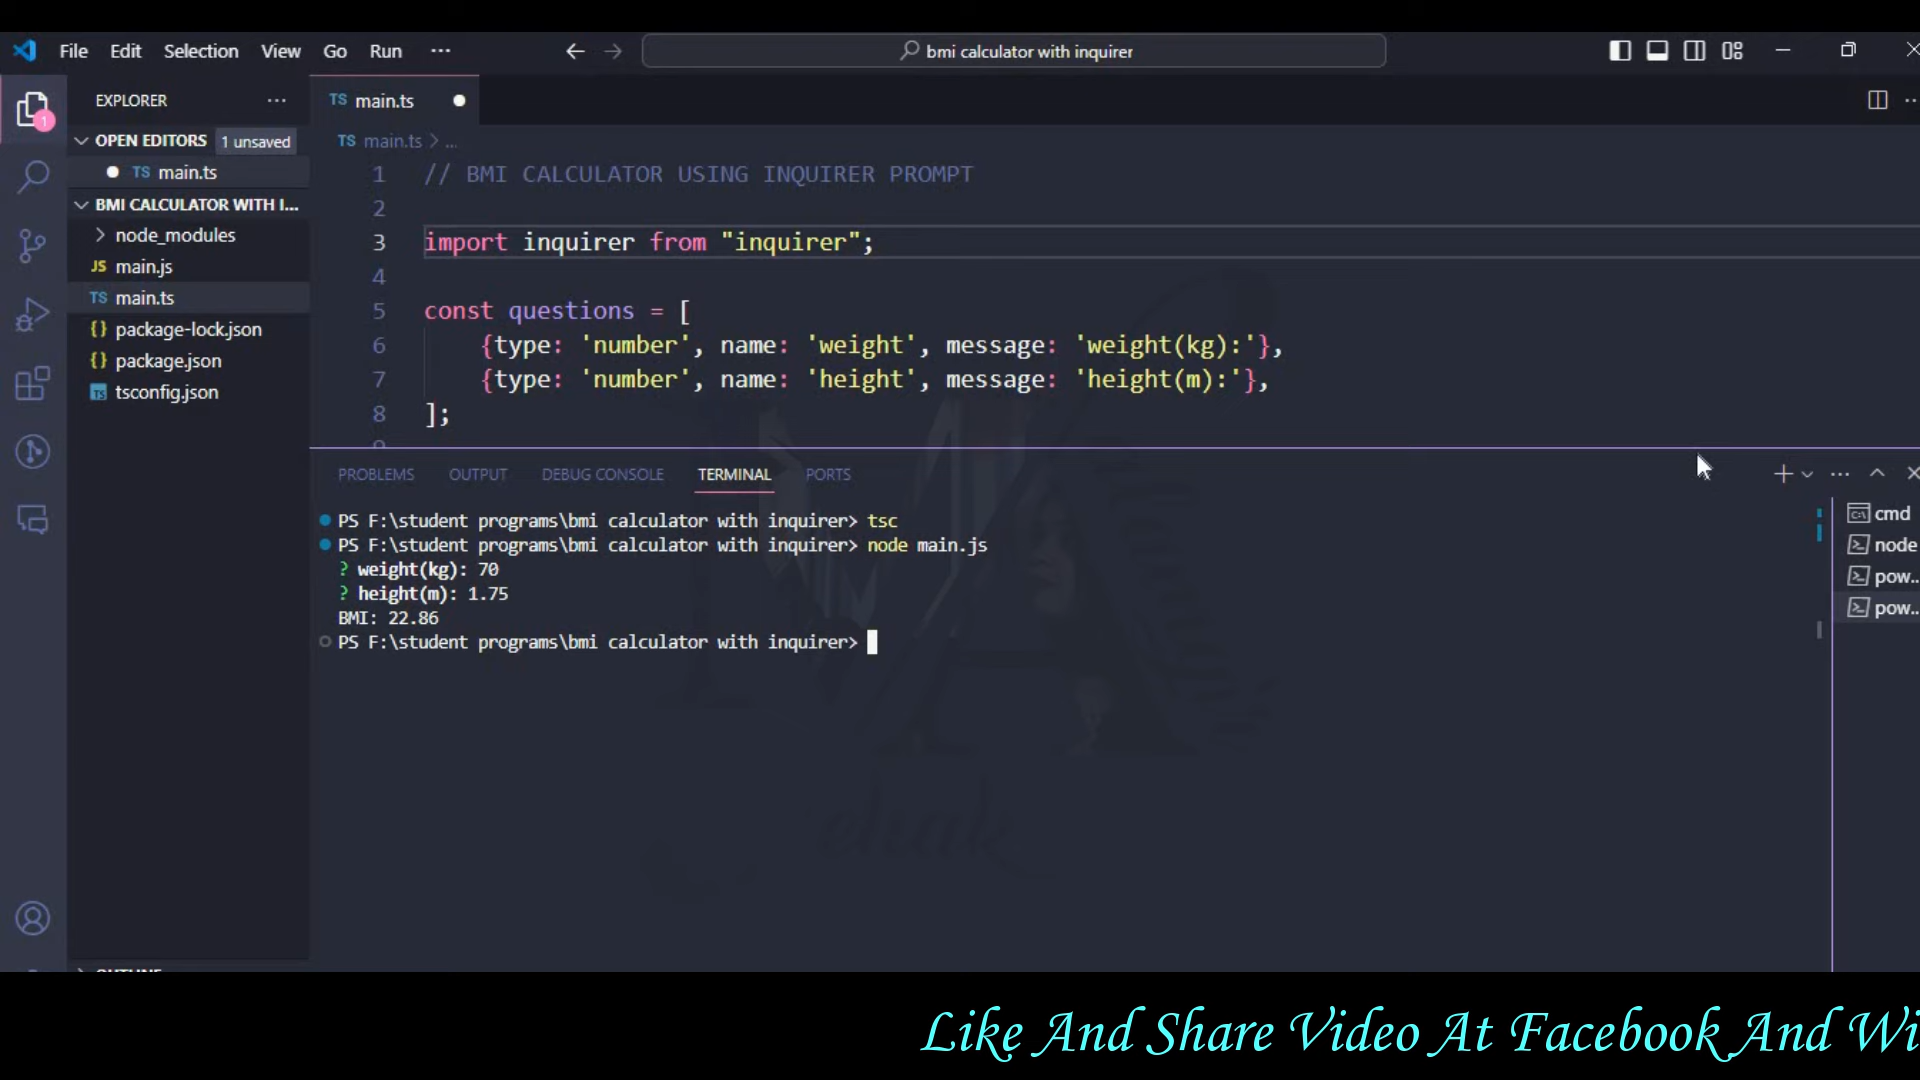 File Edit Selection View Go Run ··· bmi calculator with inquirer
EXPLORER ··· TS main.ts
OPEN EDITORS 1 unsaved TS main.ts > ...
TS main.ts
BMI CALCULATOR WITH I...
node_modules
JS main.js
TS main.ts
{} package-lock.json
{} package.json
TS tsconfig.json
1 // BMI CALCULATOR USING INQUIRER PROMPT
2
3 import inquirer from "inquirer";
4
5 const questions = [
6 {type: 'number', name: 'weight', message: 'weight(kg):'},
7 {type: 'number', name: 'height', message: 'height(m):'},
8 ];
PROBLEMS OUTPUT DEBUG CONSOLE TERMINAL PORTS
PS F:\student programs\bmi calculator with inquirer> tsc
PS F:\student programs\bmi calculator with inquirer> node main.js
? weight(kg): 70
? height(m): 1.75
BMI: 22.86
PS F:\student programs\bmi calculator with inquirer>
cmd
node
pow...
pow...
1
Like And Share Video At Facebook And Wi